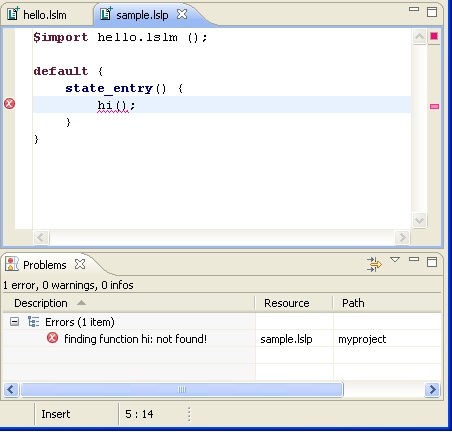 hello.lslm sample.lslp
$import hello.lslm ();
default {
state_entry() {
hi();
}
}
Problems
1 error, 0 warnings, 0 infos
Description Resource Path
Errors (1 item)
finding function hi: not found! sample.lslp myproject
Insert 5 : 14